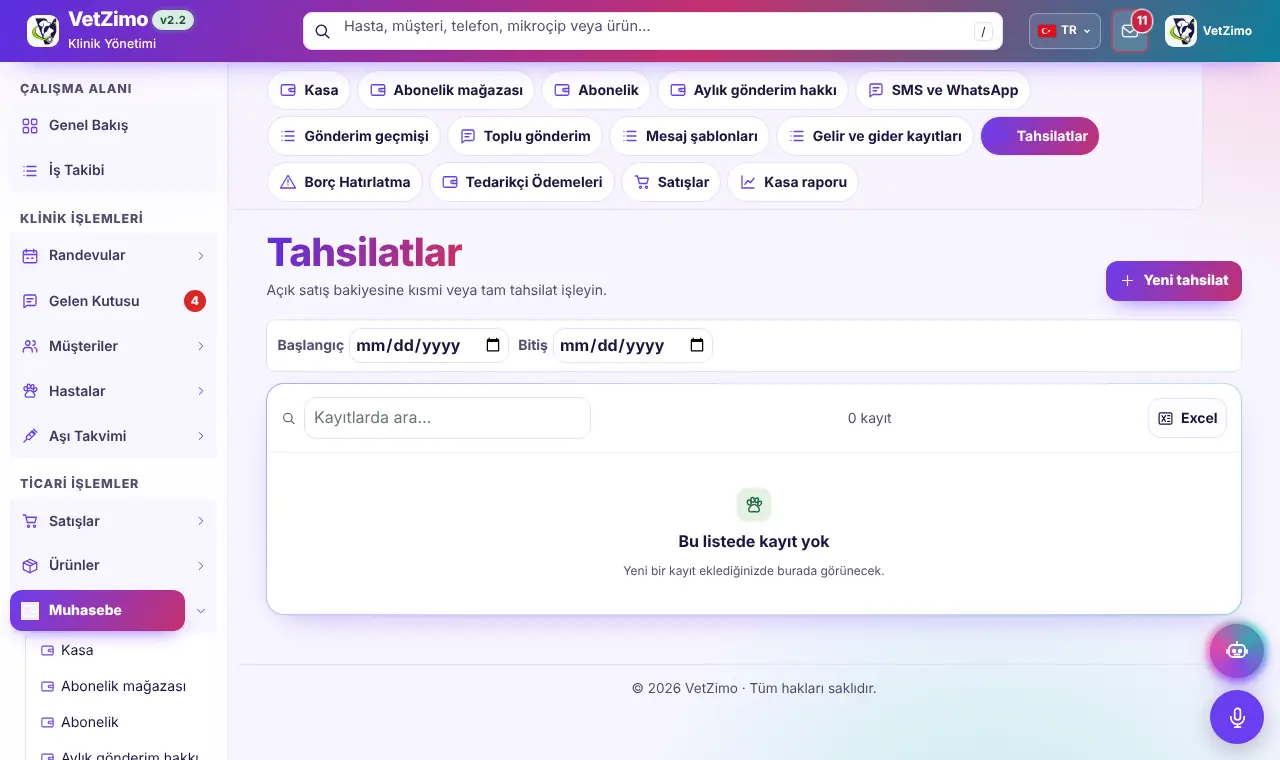 VetZimo v2.2
Klinik Yönetimi
Hasta, müşteri, telefon, mikroçip veya ürün...
/
TR
11
VetZimo
ÇALIŞMA ALANI
Genel Bakış
İş Takibi
KLİNİK İŞLEMLERİ
Randevular
Gelen Kutusu 4
Müşteriler
Hastalar
Aşı Takvimi
TİCARİ İŞLEMLER
Satışlar
Ürünler
Muhasebe
Kasa
Abonelik mağazası
Abonelik
Aylık gönderim hakkı
Kasa
Abonelik mağazası
Abonelik
Aylık gönderim hakkı
SMS ve WhatsApp
Gönderim geçmişi
Toplu gönderim
Mesaj şablonları
Gelir ve gider kayıtları
Tahsilatlar
Borç Hatırlatma
Tedarikçi Ödemeleri
Satışlar
Kasa raporu
Tahsilatlar
Açık satış bakiyesine kısmi veya tam tahsilat işleyin.
Yeni tahsilat
Başlangıç mm/dd/yyyy Bitiş mm/dd/yyyy
Kayıtlarda ara...
0 kayıt
Excel
Bu listede kayıt yok
Yeni bir kayıt eklediğinizde burada görünecek.
© 2026 VetZimo · Tüm hakları saklıdır.